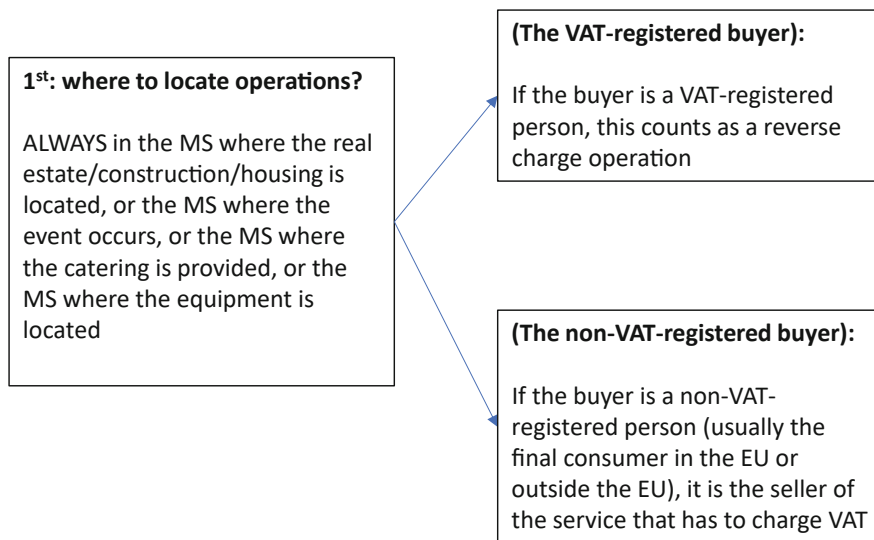 1st: where to locate operations?
ALWAYS in the MS where the real
estate/construction/housing is
located, or the MS where the
event occurs, or the MS where
the catering is provided, or the
MS where the equipment is
located
(The VAT-registered buyer):
If the buyer is a VAT-registered
person, this counts as a reverse
charge operation
(The non-VAT-registered buyer):
If the buyer is a non-VAT-
registered person (usually the
final consumer in the EU or
outside the EU), it is the seller of
the service that has to charge VAT